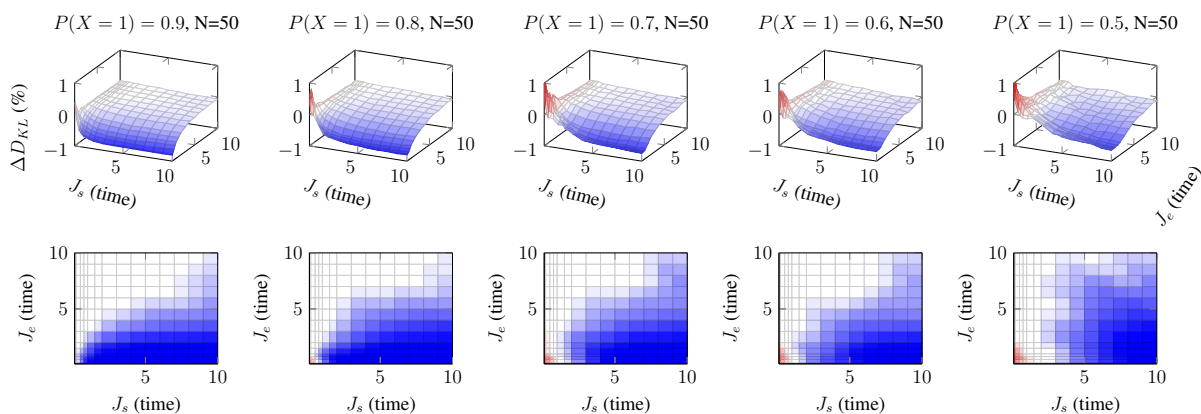 P(X = 1) = 0.9, N=50
P(X = 1) = 0.8, N=50
P(X = 1) = 0.7, N=50
P(X = 1) = 0.6, N=50
P(X = 1) = 0.5, N=50
ΔD_{KL} (%)
1
0
−1
5
10
5
10
J_s (time)
1
0
−1
5
10
5
10
J_s (time)
1
0
−1
5
10
5
10
J_s (time)
1
0
−1
5
10
5
10
J_s (time)
1
0
−1
5
10
5
10
J_s (time)
J_e (time)
10
5
J_e (time)
5
10
J_s (time)
10
5
J_e (time)
5
10
J_s (time)
10
5
J_e (time)
5
10
J_s (time)
10
5
J_e (time)
5
10
J_s (time)
10
5
J_e (time)
5
10
J_s (time)